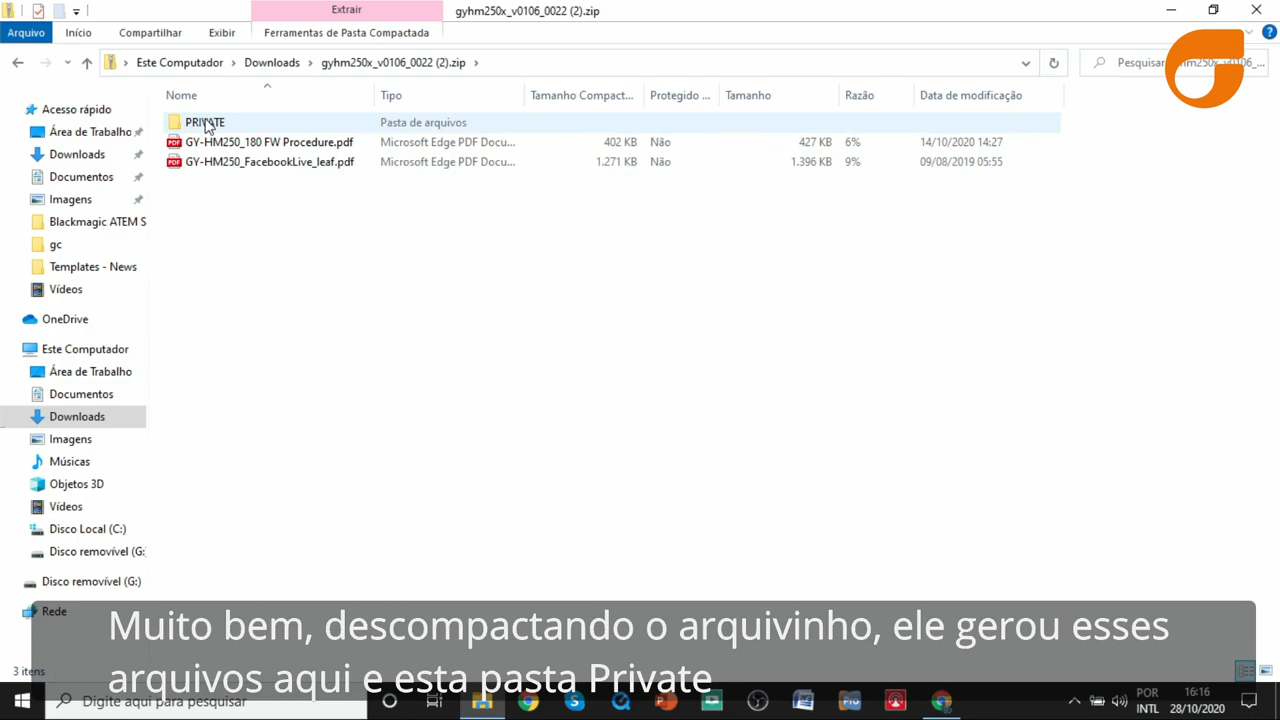 Extrair
gyhm250x_v0106_0022 (2).zip
Arquivo Início Compartilhar Exibir Ferramentas de Pasta Compactada
Este Computador Downloads gyhm250x_v0106_0022 (2).zip
Nome Tipo Tamanho Compact... Protegido ... Tamanho Razão Data de modificação
PRIVATE Pasta de arquivos
GY-HM250_180 FW Procedure.pdf Microsoft Edge PDF Docu... 402 KB Não 427 KB 6% 14/10/2020 14:27
GY-HM250_FacebookLive_leaf.pdf Microsoft Edge PDF Docu... 1.271 KB Não 1.396 KB 9% 09/08/2019 05:55
Acesso rápido
Área de Trabalho
Downloads
Documentos
Imagens
Blackmagic ATEM S
gc
Templates - News
Vídeos
OneDrive
Este Computador
Área de Trabalho
Documentos
Downloads
Imagens
Músicas
Objetos 3D
Vídeos
Disco Local (C:)
Disco removível (G:
Disco removível (G:)
Rede
Muito bem, descompactando o arquivinho, ele gerou esses
arquivos aqui e esta pasta Private
3 itens
Digite aqui para pesquisar
POR
INTL
16:16
28/10/2020